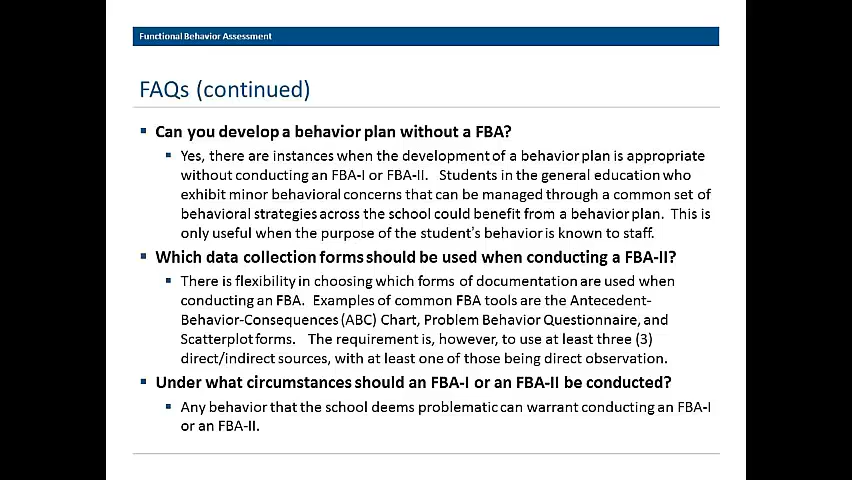 Functional Behavior Assessment
FAQs (continued)
▪ Can you develop a behavior plan without a FBA?
▪ Yes, there are instances when the development of a behavior plan is appropriate
without conducting an FBA-I or FBA-II. Students in the general education who
exhibit minor behavioral concerns that can be managed through a common set of
behavioral strategies across the school could benefit from a behavior plan. This is
only useful when the purpose of the student's behavior is known to staff.
▪ Which data collection forms should be used when conducting a FBA-II?
▪ There is flexibility in choosing which forms of documentation are used when
conducting an FBA. Examples of common FBA tools are the Antecedent-
Behavior-Consequences (ABC) Chart, Problem Behavior Questionnaire, and
Scatterplot forms. The requirement is, however, to use at least three (3)
direct/indirect sources, with at least one of those being direct observation.
▪ Under what circumstances should an FBA-I or an FBA-II be conducted?
▪ Any behavior that the school deems problematic can warrant conducting an FBA-I
or an FBA-II.